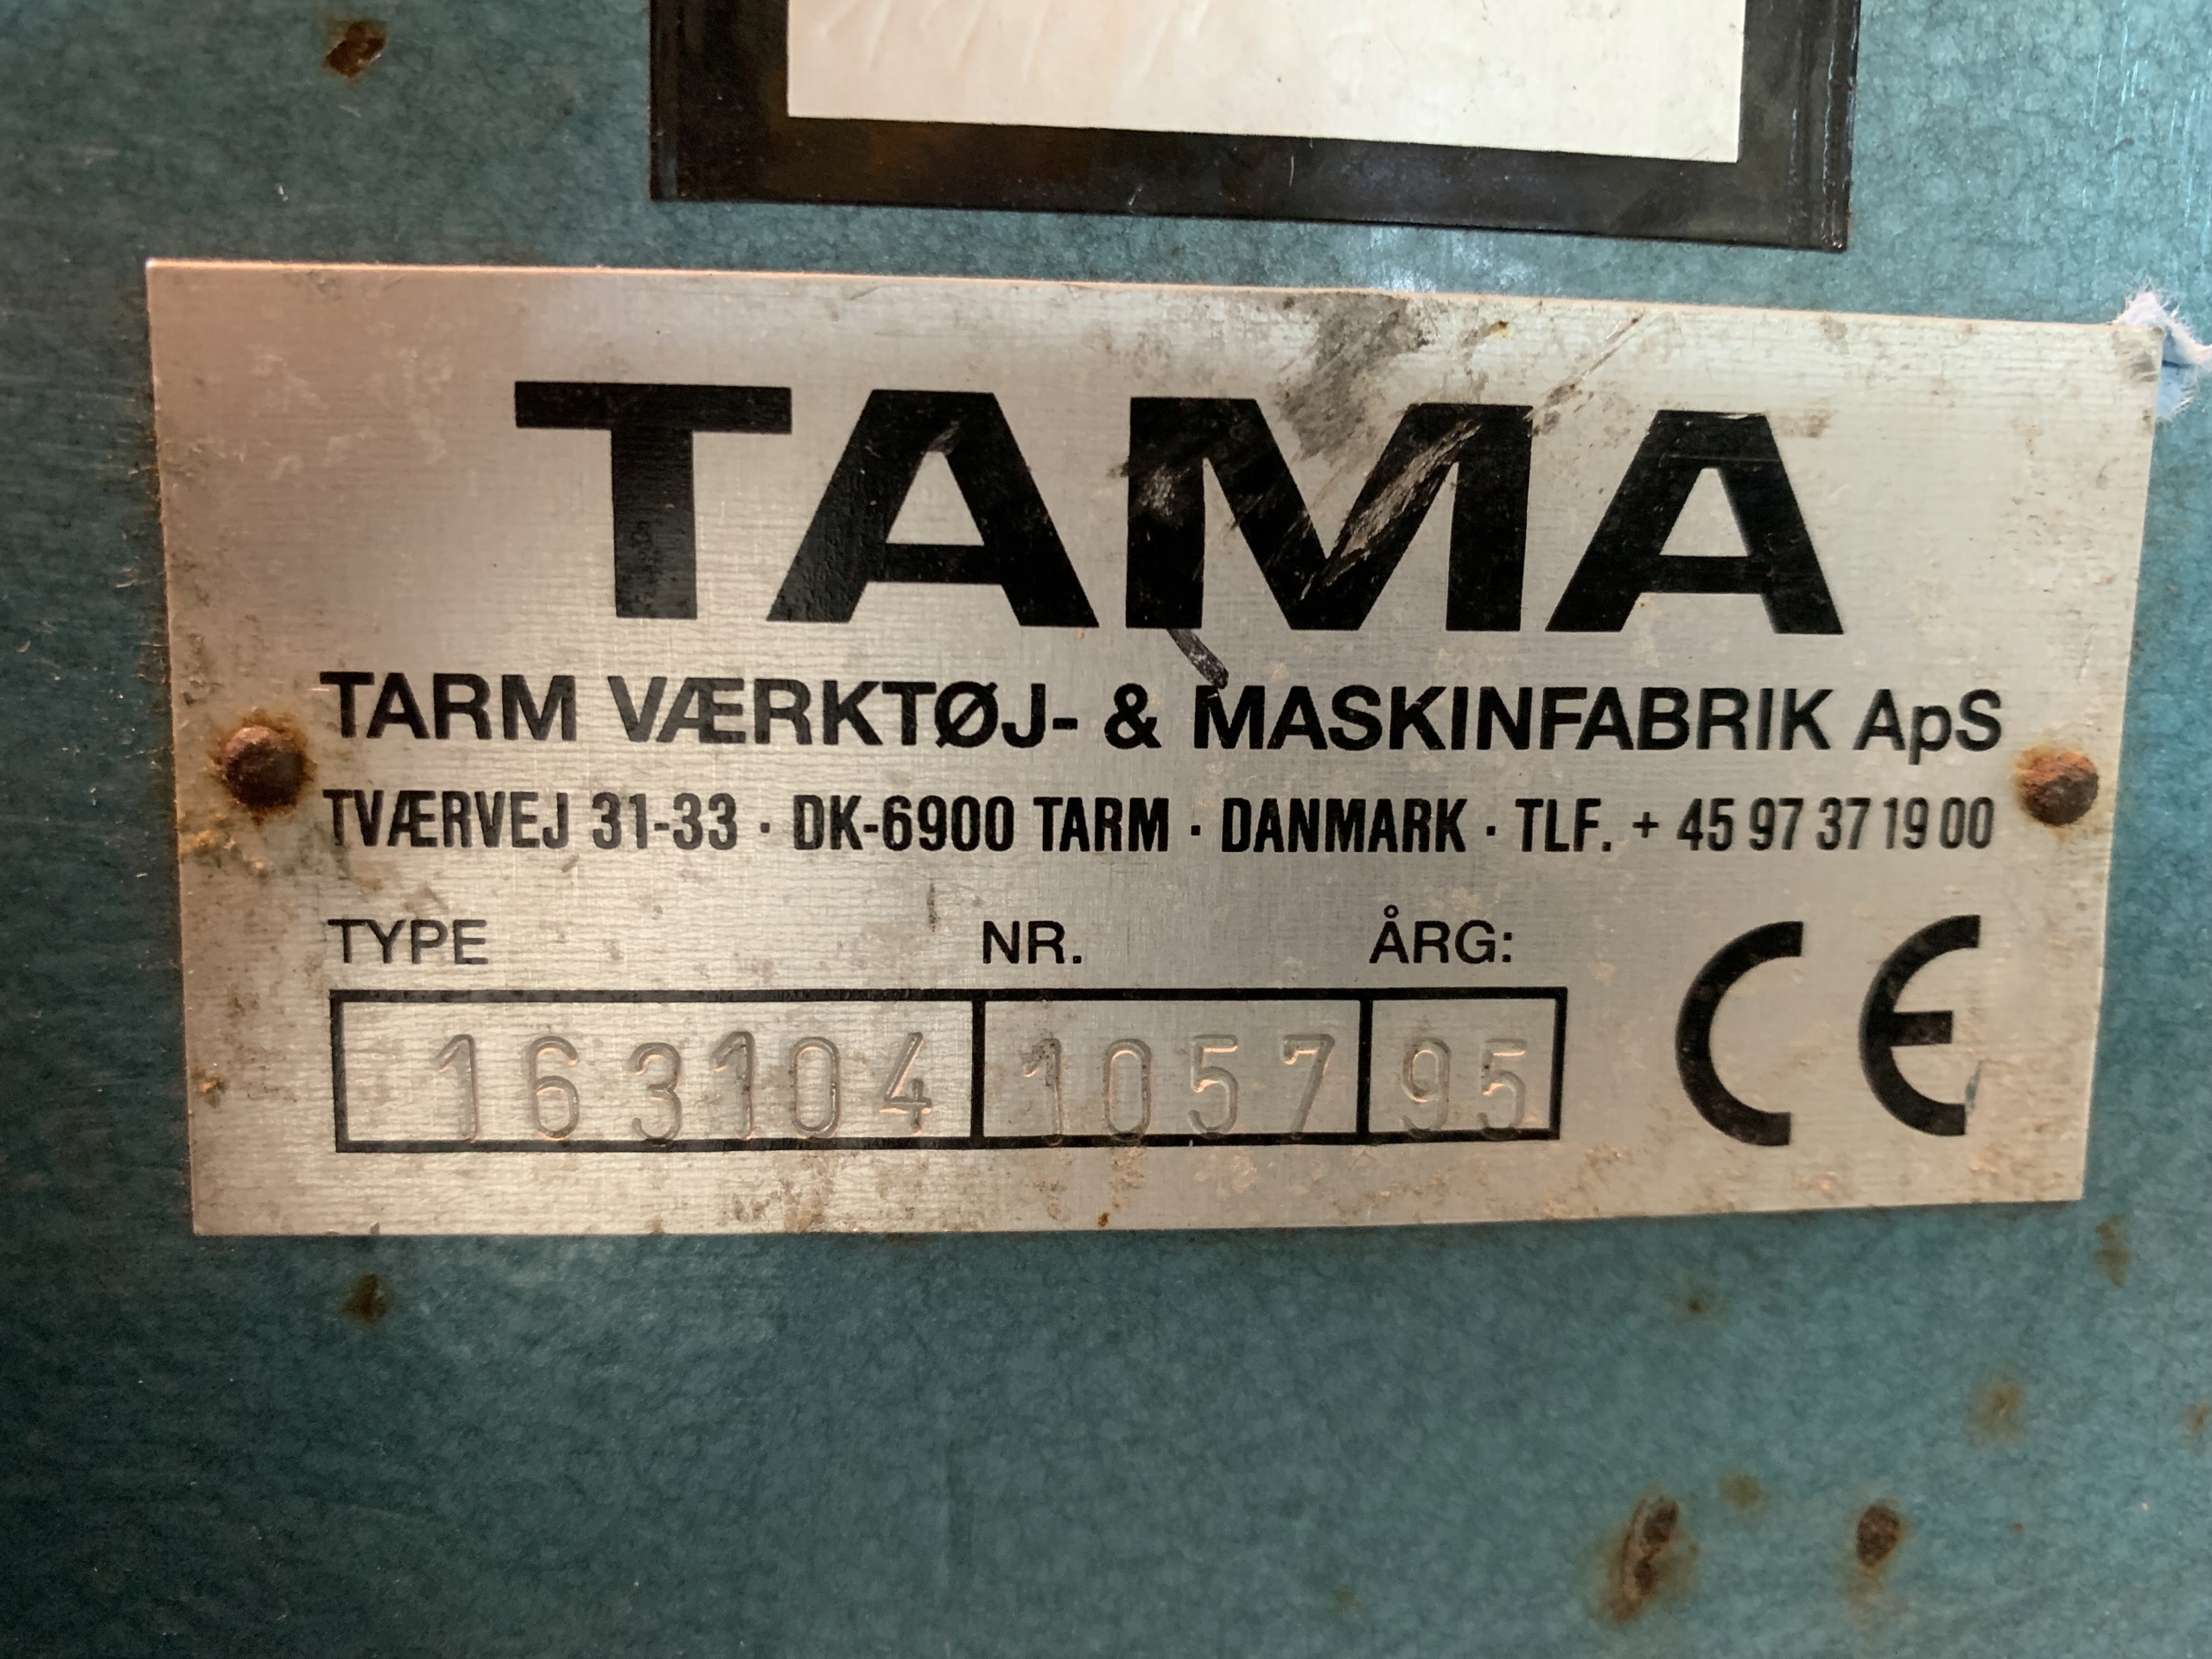 TAMA
TARM VÆRKTØJ- & MASKINFABRIK ApS
TVÆRVEJ 31-33 · DK-6900 TARM · DANMARK · TLF. + 45 97 37 19 00
TYPE NR. ÅRG:
163104 1057 95 CE